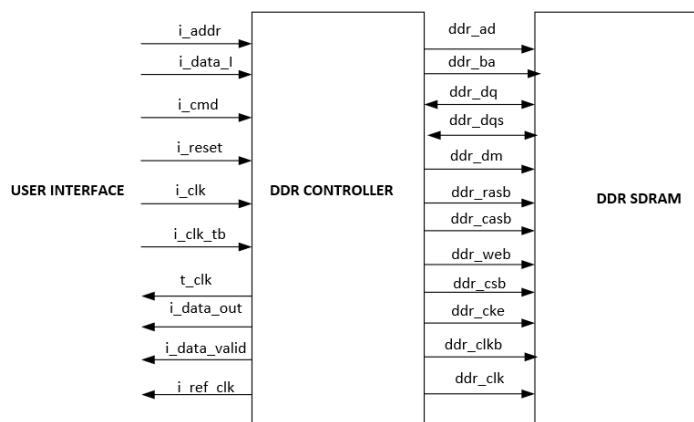 i_addr
i_data_I
i_cmd
i_reset
USER INTERFACE
i_clk
i_clk_tb
t_clk
i_data_out
i_data_valid
i_ref_clk
DDR CONTROLLER
ddr_ad
ddr_ba
ddr_dq
ddr_dqs
ddr_dm
ddr_rasb
ddr_casb
ddr_web
ddr_csb
ddr_cke
ddr_clkb
ddr_clk
DDR SDRAM